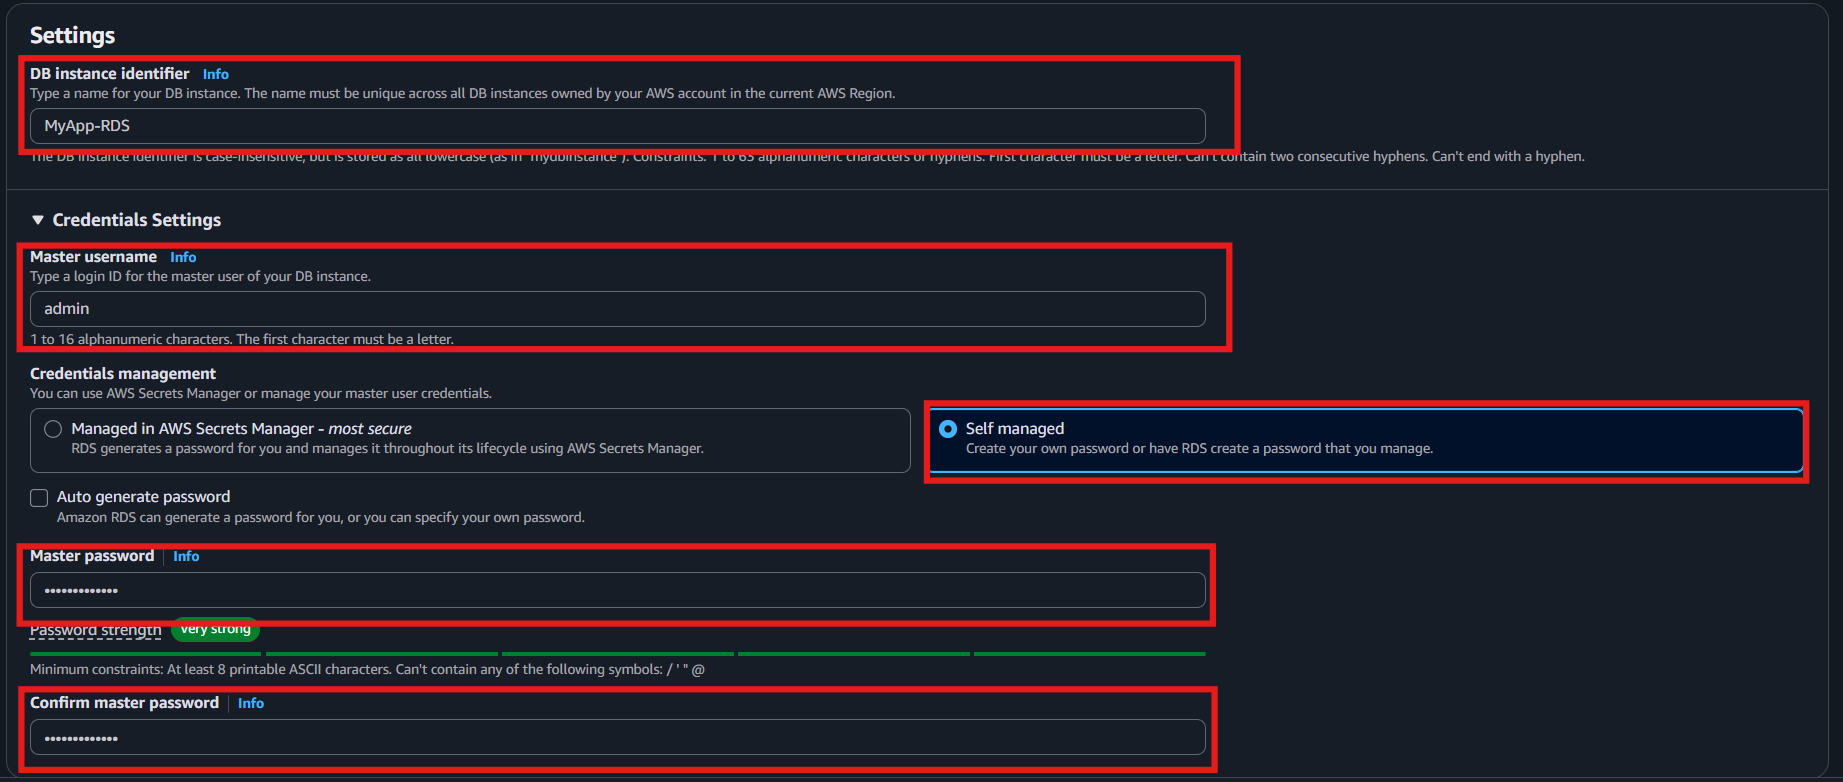 Settings
DB instance identifier Info
Type a name for your DB instance. The name must be unique across all DB instances owned by your AWS account in the current AWS Region.
MyApp-RDS
The DB instance identifier is case-insensitive, but is stored as all lowercase (as in "mydbinstance"). Constraints: 1 to 63 alphanumeric characters or hyphens. First character must be a letter. Can't contain two consecutive hyphens. Can't end with a hyphen.
Credentials Settings
Master username Info
Type a login ID for the master user of your DB instance.
admin
1 to 16 alphanumeric characters. The first character must be a letter.
Credentials management
You can use AWS Secrets Manager or manage your master user credentials.
Managed in AWS Secrets Manager - most secure
RDS generates a password for you and manages it throughout its lifecycle using AWS Secrets Manager.
Self managed
Create your own password or have RDS create a password that you manage.
Auto generate password
Amazon RDS can generate a password for you, or you can specify your own password.
Master password Info
•••••••••••••
Password strength Very strong
Minimum constraints: At least 8 printable ASCII characters. Can't contain any of the following symbols: / ' " @
Confirm master password Info
•••••••••••••